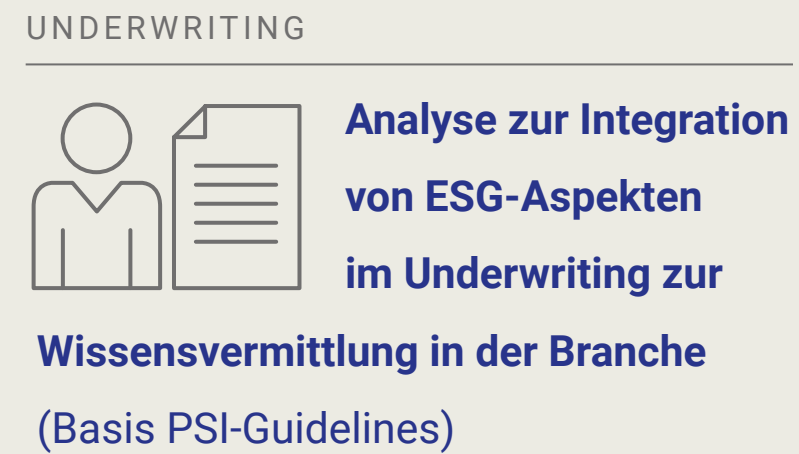 UNDERWRITING
Analyse zur Integration
von ESG-Aspekten
im Underwriting zur
Wissensvermittlung in der Branche
(Basis PSI-Guidelines)